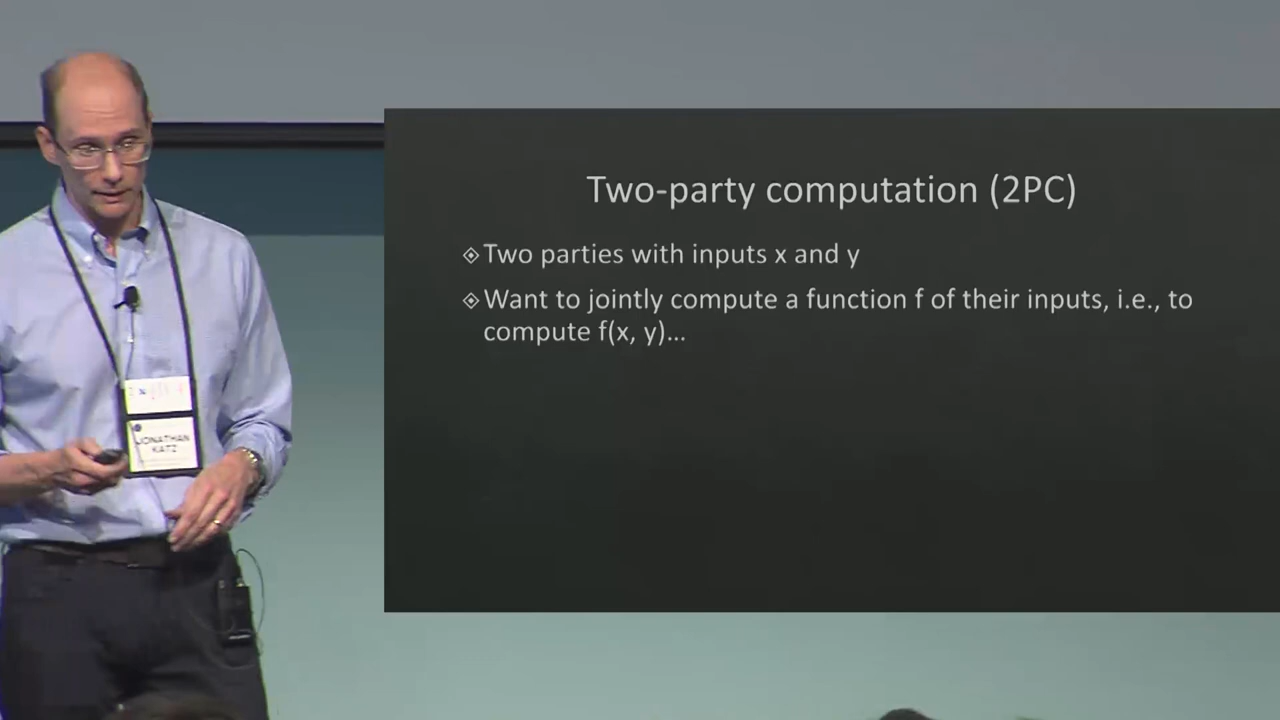 Two-party computation (2PC)
Two parties with inputs x and y
Want to jointly compute a function f of their inputs, i.e., to
compute f(x, y)...
JONATHAN
KATZ